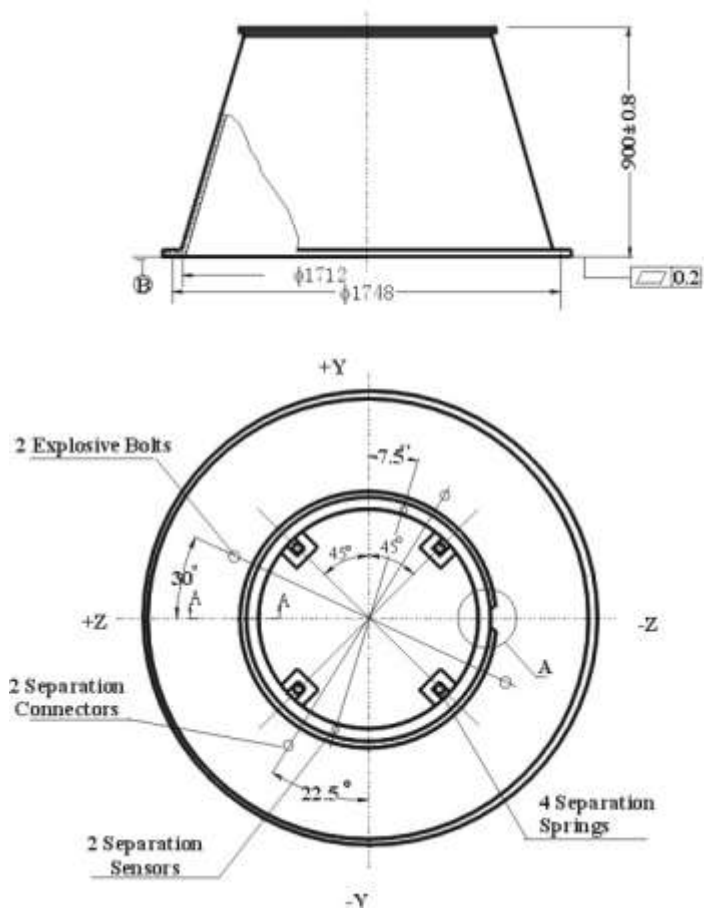 900±0.8
B
ϕ1712
0.2
ϕ1748
+Y
2 Explosive Bolts
7.5°
45°
45°
30°
A
A
+Z
-Z
A
2 Separation
Connectors
22.5°
4 Separation
Springs
2 Separation
Sensors
-Y